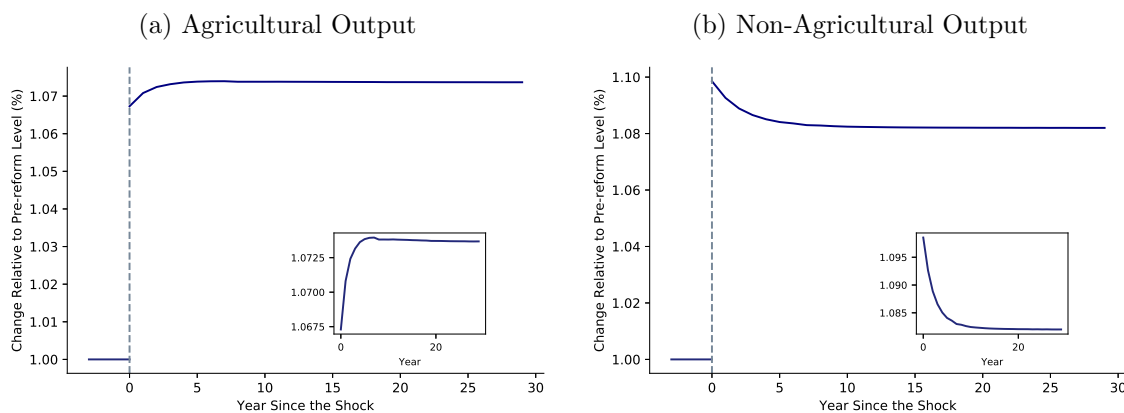 (a) Agricultural Output
Change Relative to Pre-reform Level (%)
1.07
1.06
1.05
1.04
1.03
1.02
1.01
1.00
1.0725
1.0700
1.0675
0 20
Year
0 5 10 15 20 25 30
Year Since the Shock
(b) Non-Agricultural Output
Change Relative to Pre-reform Level (%)
1.10
1.08
1.06
1.04
1.02
1.00
1.095
1.090
1.085
0 20
Year
0 5 10 15 20 25 30
Year Since the Shock